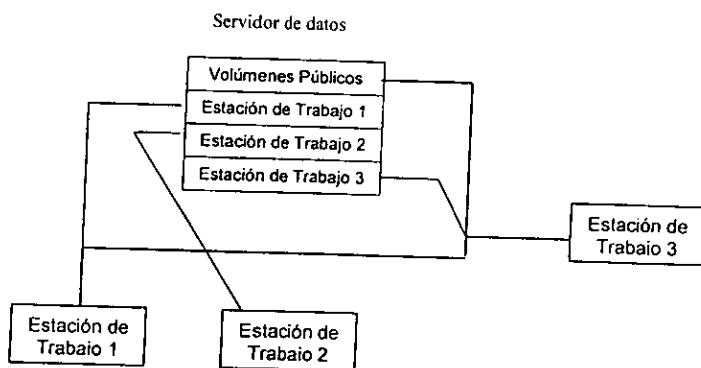 Servidor de datos
Volúmenes Públicos
Estación de Trabajo 1
Estación de Trabajo 2
Estación de Trabajo 3
Estación de
Trabaio 3
Estación de
Trabaio 1
Estación de
Trabaio 2